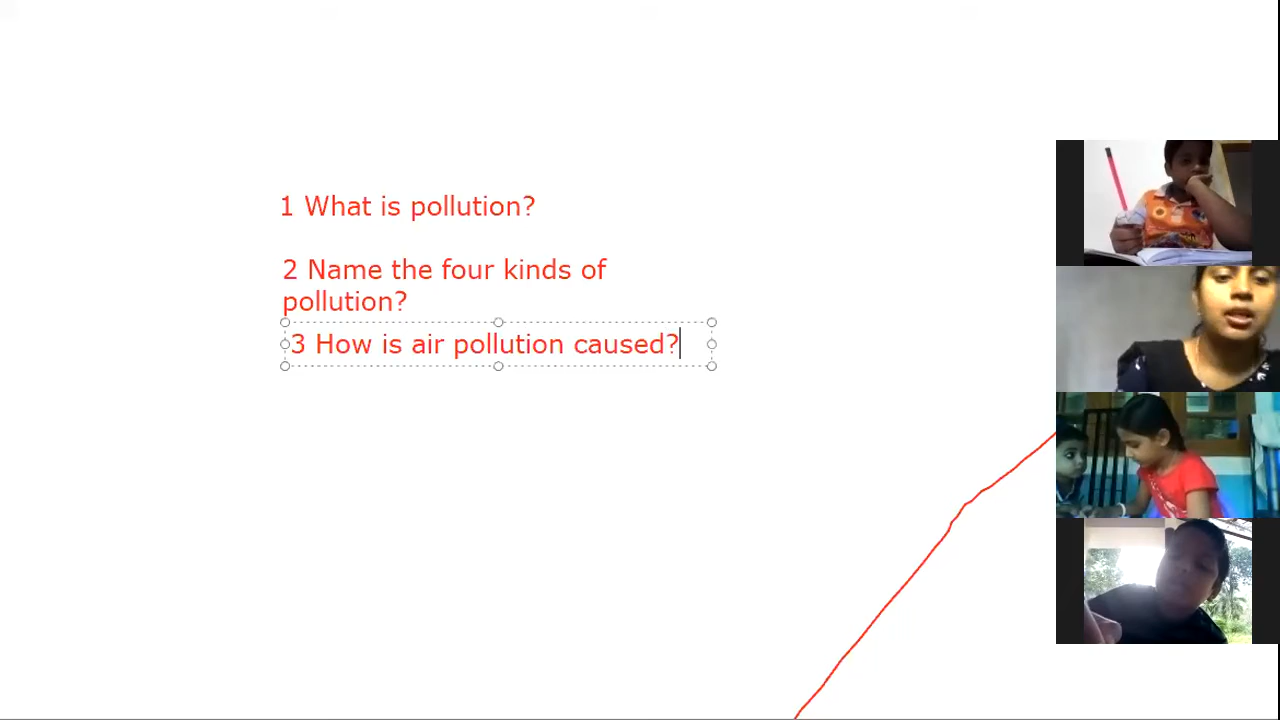 1 What is pollution?
2 Name the four kinds of
pollution?
3 How is air pollution caused?